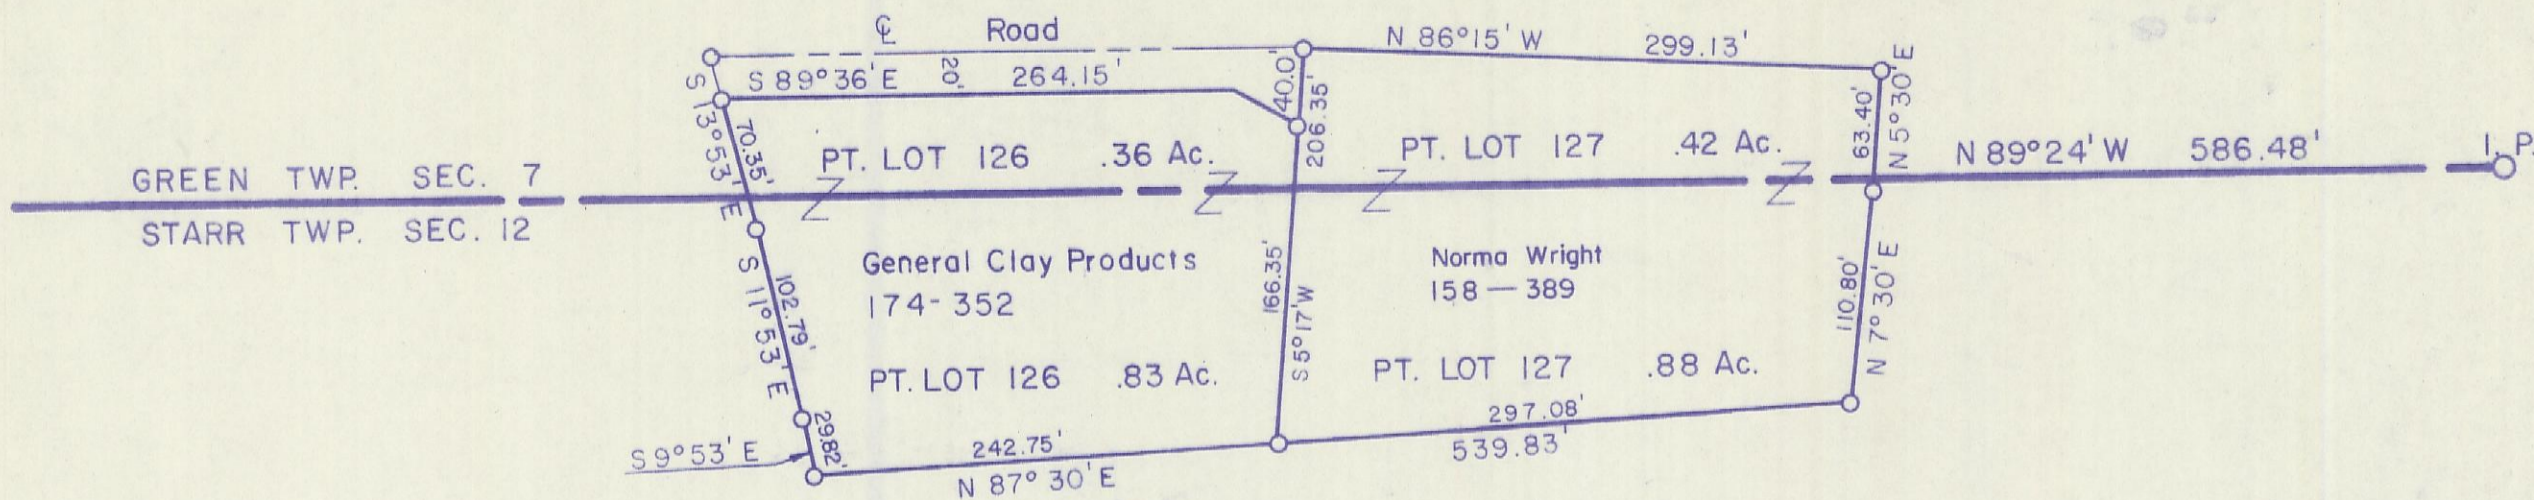 ℄ Road
N 86°15' W 299.13'
S 89°36' E 20' 264.15'
40.0'
206.35'
S 13°53' E
70.35'
63.40'
N 5°30' E
PT. LOT 126 .36 Ac.
PT. LOT 127 .42 Ac.
N 89°24' W 586.48'
I. P.
GREEN TWP. SEC. 7
STARR TWP. SEC. 12
General Clay Products
174-352
Norma Wright
158—389
S 11°53' E
102.79'
166.35'
S 5°17' W
110.80'
N 7°30' E
PT. LOT 126 .83 Ac.
PT. LOT 127 .88 Ac.
S 9°53' E
29.82'
242.75'
N 87°30' E
297.08'
539.83'